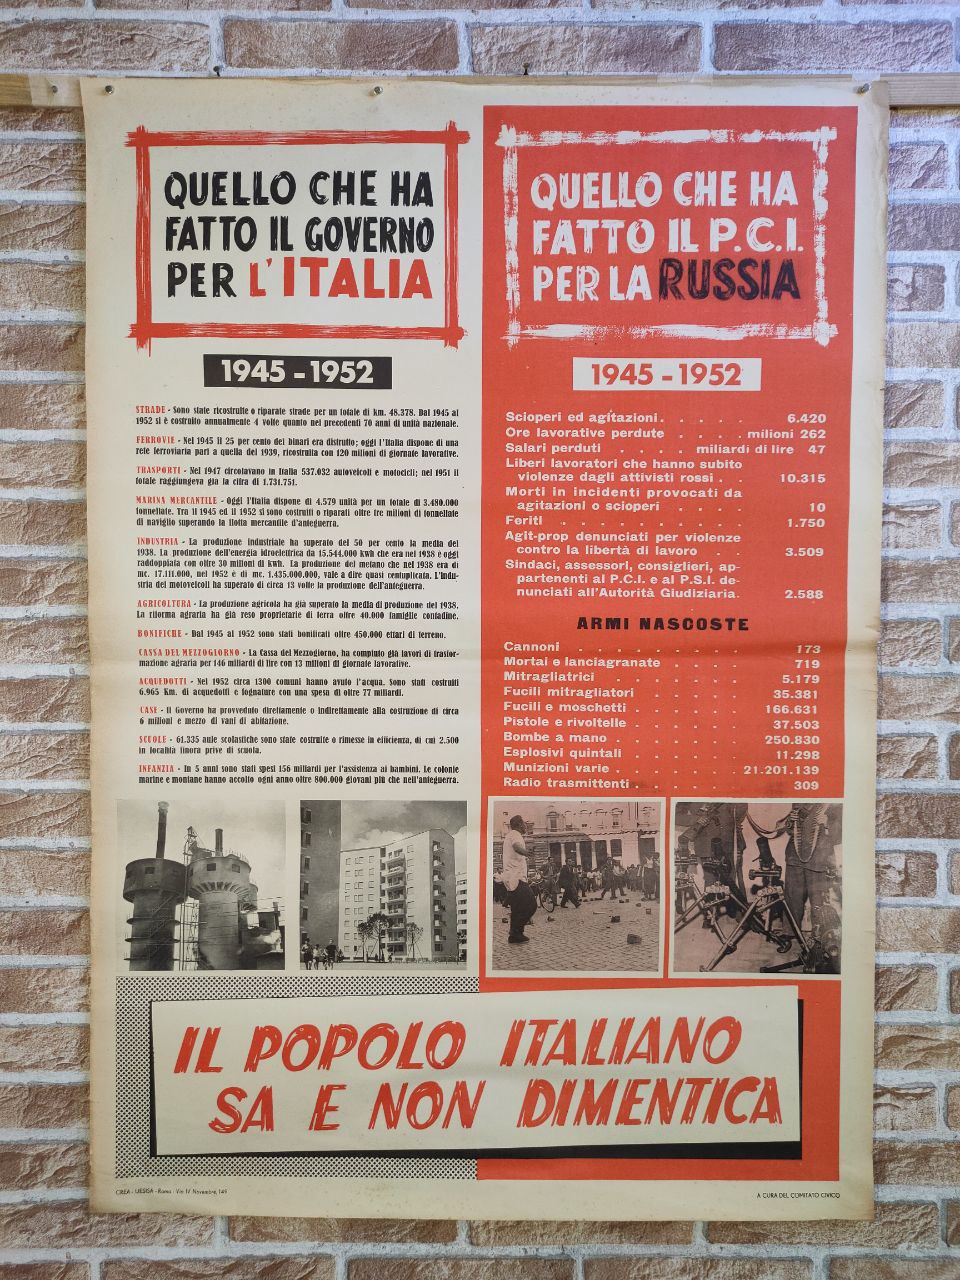 QUELLO CHE HA
FATTO IL GOVERNO
PER L'ITALIA
1945 - 1952
STRADE - Sono state ricostruite o riparate strade per un totale di km. 48.378. Dal 1945 al
1952 si è costruito annualmente 4 volte quanto nei precedenti 70 anni di unità nazionale.
FERROVIE - Nel 1945 il 25 per cento dei binari era distrutto; oggi l'Italia dispone di una
rete ferroviaria pari a quella del 1939, ricostruita con 120 milioni di giornate lavorative.
TRASPORTI - Nel 1947 circolavano in Italia 537.032 autoveicoli e motocicli; nel 1951 il
totale raggiungeva già la cifra di 1.731.751.
MARINA MERCANTILE - Oggi l'Italia dispone di 4.579 unità per un totale di 3.480.000
tonnellate. Tra il 1945 ed il 1952 si sono costruiti o riparati oltre tre milioni di tonnellate
di naviglio superando la flotta mercantile d'anteguerra.
INDUSTRIA - La produzione industriale ha superato del 50 per cento la media del
1938. La produzione dell'energia idroelettrica da 15.544.000 kwh che era nel 1938 è oggi
raddoppiata con oltre 30 milioni di kwh. La produzione del metano che nel 1938 era di
mc. 17.111.000, nel 1952 è di mc. 1.435.000.000, vale a dire quasi centuplicata. L'indu-
stria dei motoveicoli ha superato di circa 13 volte la produzione dell'anteguerra.
AGRICOLTURA - La produzione agricola ha già superato la media di produzione del 1938.
La riforma agraria ha già reso proprietarie di terra oltre 40.000 famiglie contadine.
BONIFICHE - Dal 1945 al 1952 sono stati bonificati oltre 450.000 ettari di terreno.
CASSA DEL MEZZOGIORNO - La Cassa del Mezzogiorno, ha compiuto già lavori di trasfor-
mazione agraria per 146 miliardi di lire con 13 milioni di giornate lavorative.
ACQUEDOTTI - Nel 1952 circa 1300 comuni hanno avuto l'acqua. Sono stati costruiti
6.965 Km. di acquedotti e fognature con una spesa di oltre 77 miliardi.
CASE - Il Governo ha provveduto direttamente o indirettamente alla costruzione di circa
6 milioni e mezzo di vani di abitazione.
SCUOLE - 61.335 aule scolastiche sono state costruite o rimesse in efficienza, di cui 2.500
in località finora prive di scuola.
INFANZIA - In 5 anni sono stati spesi 156 miliardi per l'assistenza ai bambini. Le colonie
marine e montane hanno accolto ogni anno oltre 800.000 giovani più che nell'anteguerra.
QUELLO CHE HA
FATTO IL P.C.I.
PER LA RUSSIA
1945 - 1952
Scioperi ed agitazioni . . . . . 6.420
Ore lavorative perdute . . . . milioni 262
Salari perduti . . . . miliardi di lire 47
Liberi lavoratori che hanno subito
violenze dagli attivisti rossi . . 10.315
Morti in incidenti provocati da
agitazioni o scioperi . . . . 10
Feriti . . . . . . . . . . 1.750
Agit-prop denunciati per violenze
contro la libertà di lavoro . . 3.509
Sindaci, assessori, consiglieri, ap-
partenenti al P.C.I. e al P.S.I. de-
nunciati all'Autorità Giudiziaria. 2.588
ARMI NASCOSTE
Cannoni . . . . . . . . . 173
Mortai e lanciagranate . . . . 719
Mitragliatrici . . . . . . . 5.179
Fucili mitragliatori . . . . . 35.381
Fucili e moschetti . . . . . 166.631
Pistole e rivoltelle . . . . . 37.503
Bombe a mano . . . . . . 250.830
Esplosivi quintali . . . . . 11.298
Munizioni varie . . . . . 21.201.139
Radio trasmittenti . . . . . 309
IL POPOLO ITALIANO
SA E NON DIMENTICA
CREA - UESISA - Roma - Via IV Novembre, 149
A CURA DEL COMITATO CIVICO